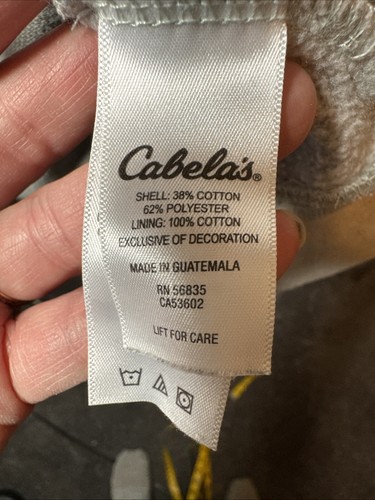 Cabela's®
SHELL: 38% COTTON
62% POLYESTER
LINING: 100% COTTON
EXCLUSIVE OF DECORATION
MADE IN GUATEMALA
RN 56835
CA53602
LIFT FOR CARE